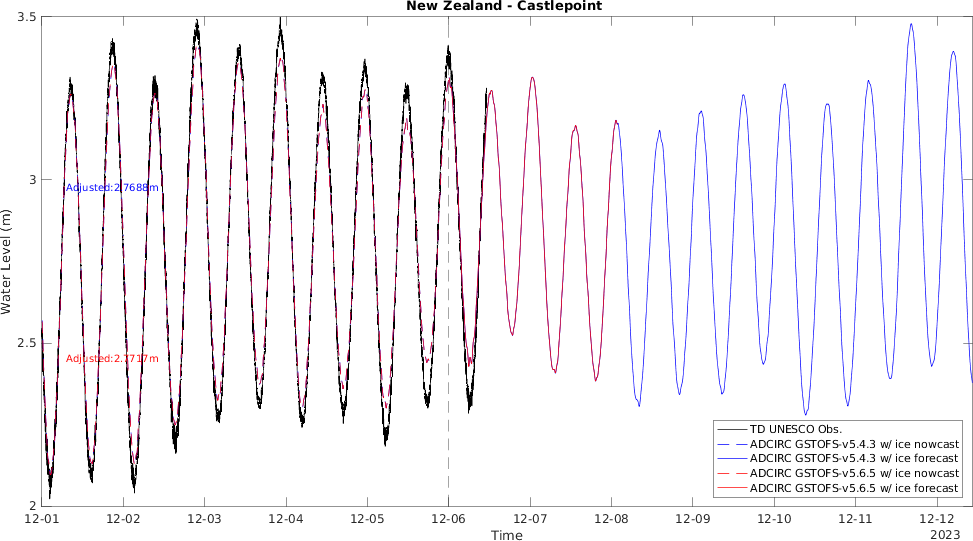 New Zealand - Castlepoint
3.5
3
2.5
2
Water Level (m)
Adjusted:2.7688m
Adjusted:2.7717m
TD UNESCO Obs.
ADCIRC GSTOFS-v5.4.3 w/ ice nowcast
ADCIRC GSTOFS-v5.4.3 w/ ice forecast
ADCIRC GSTOFS-v5.6.5 w/ ice nowcast
ADCIRC GSTOFS-v5.6.5 w/ ice forecast
12-01 12-02 12-03 12-04 12-05 12-06 12-07 12-08 12-09 12-10 12-11 12-12
Time
2023